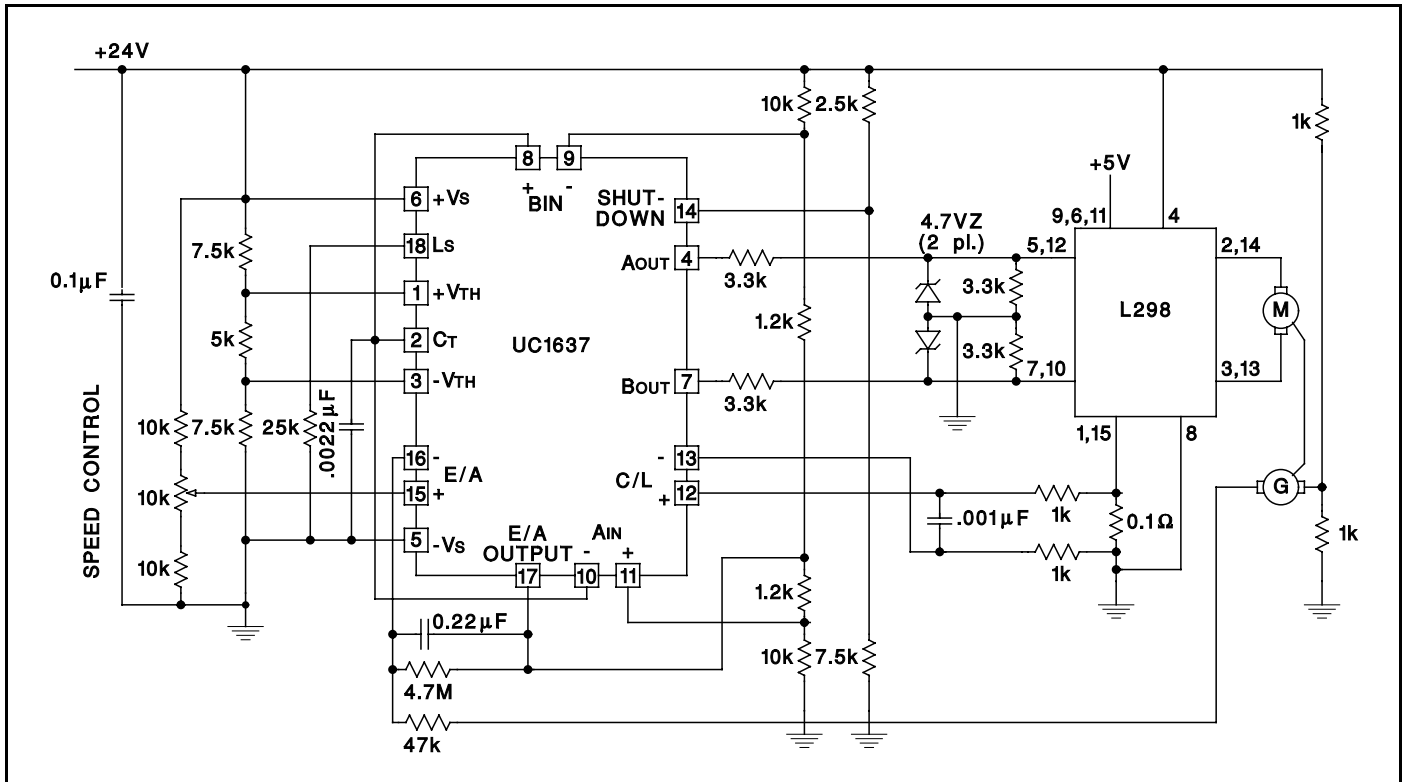 +24V
10k 2.5k
1k
8 9
+ BIN -
+5V
6 +VS
SHUT-
DOWN
14
4.7VZ
(2 pl.)
9,6,11
4
7.5k
18 LS
AOUT 4
3.3k
5,12
2,14
0.1µF
1 +VTH
3.3k
1.2k
L298
M
5k
2 CT
UC1637
3.3k
3 -VTH
BOUT 7
3.3k
7,10
3,13
SPEED CONTROL
10k 7.5k 25k
.0022µF
1,15
8
16 -
E/A
- 13
C/L
10k
15 +
+ 12
.001µF
1k
0.1Ω
G
1k
5 -VS
E/A
OUTPUT
AIN
- +
10k
17 10 11
1k
1.2k
0.22µF
10k 7.5k
4.7M
47k